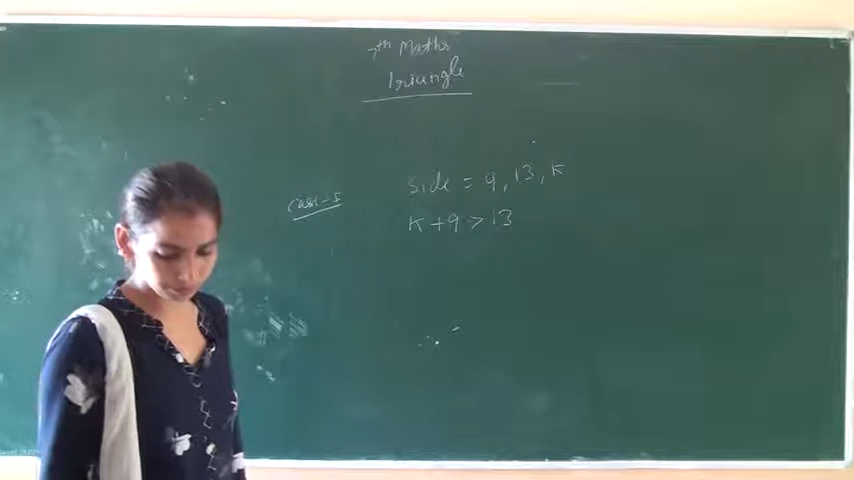 7th Maths
Triangle
Side = 9, 13, K
Case-I
K + 9 > 13